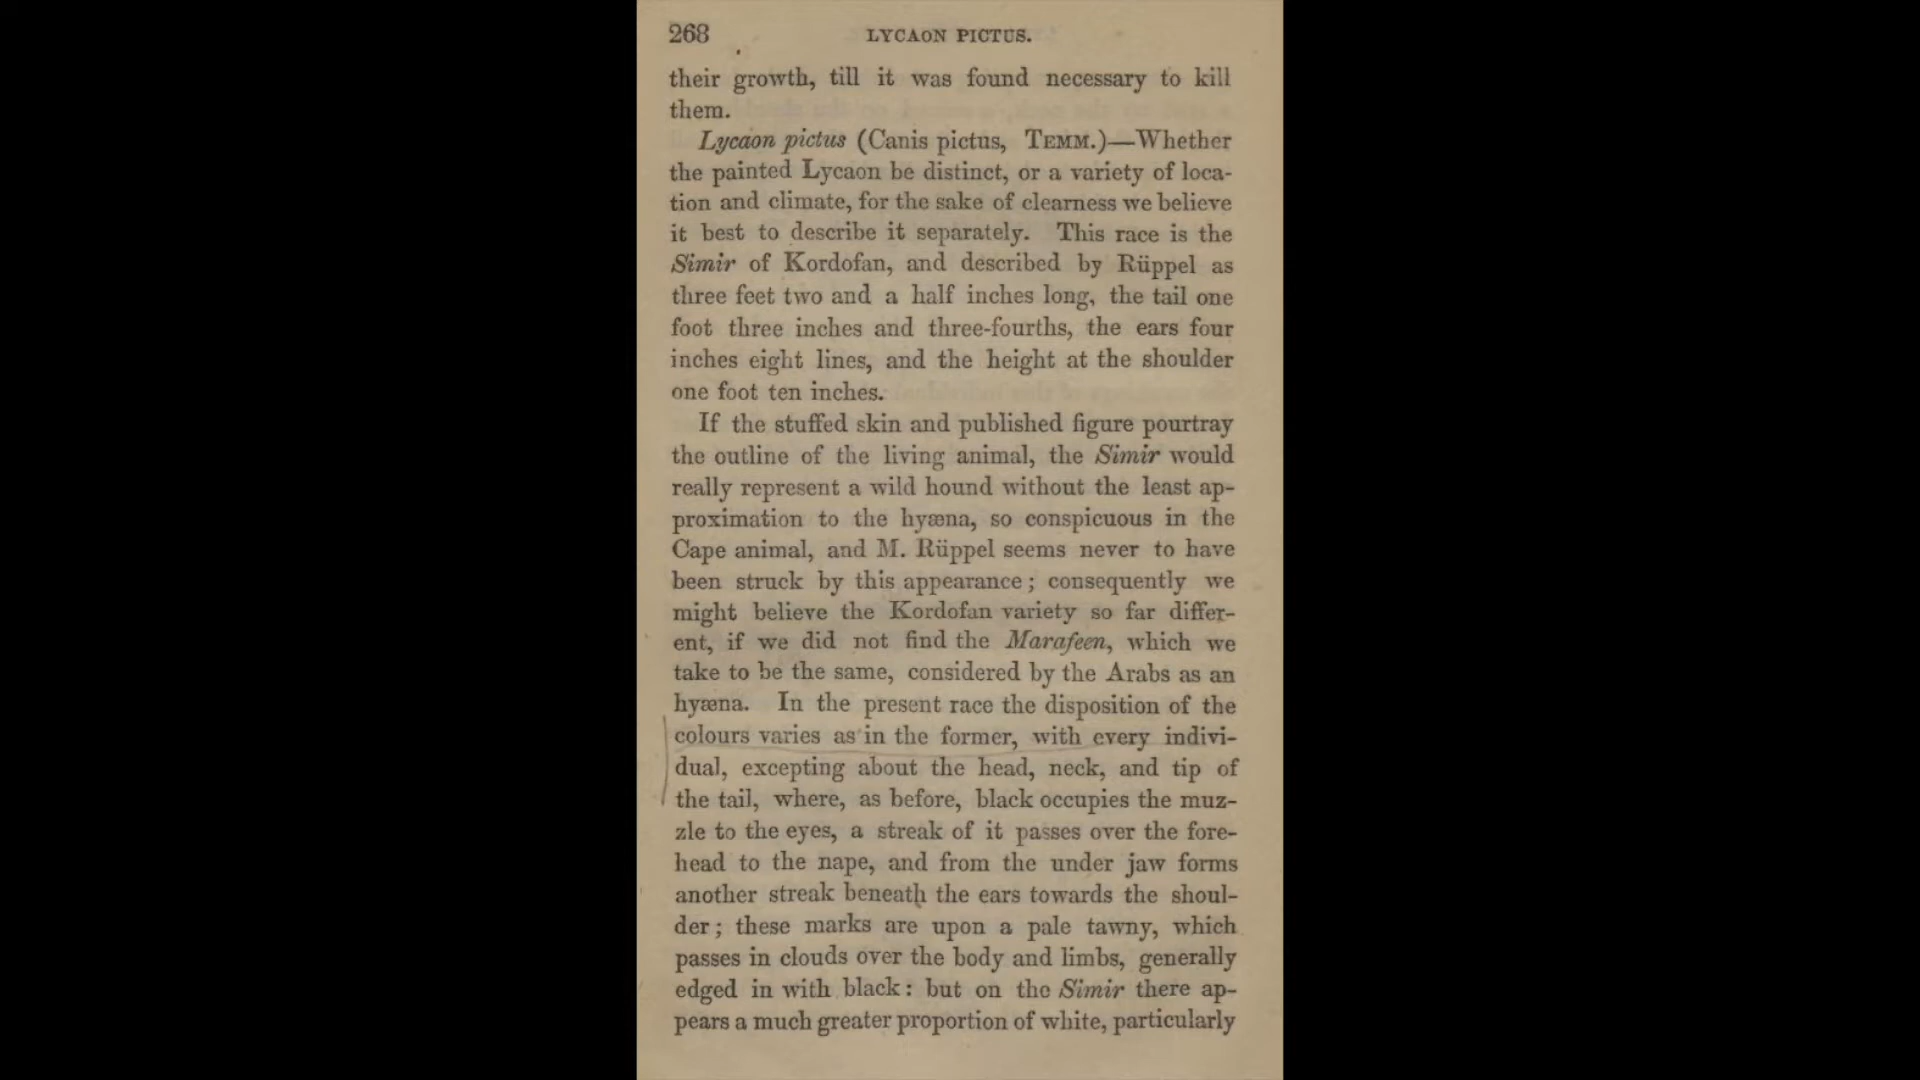 268 LYCAON PICTUS.
their growth, till it was found necessary to kill
them.
Lycaon pictus (Canis pictus, TEMM.)—Whether
the painted Lycaon be distinct, or a variety of loca-
tion and climate, for the sake of clearness we believe
it best to describe it separately. This race is the
Simir of Kordofan, and described by Rüppel as
three feet two and a half inches long, the tail one
foot three inches and three-fourths, the ears four
inches eight lines, and the height at the shoulder
one foot ten inches.
If the stuffed skin and published figure pourtray
the outline of the living animal, the Simir would
really represent a wild hound without the least ap-
proximation to the hyæna, so conspicuous in the
Cape animal, and M. Rüppel seems never to have
been struck by this appearance; consequently we
might believe the Kordofan variety so far differ-
ent, if we did not find the Marafeen, which we
take to be the same, considered by the Arabs as an
hyæna. In the present race the disposition of the
colours varies as in the former, with every indivi-
dual, excepting about the head, neck, and tip of
the tail, where, as before, black occupies the muz-
zle to the eyes, a streak of it passes over the fore-
head to the nape, and from the under jaw forms
another streak beneath the ears towards the shoul-
der; these marks are upon a pale tawny, which
passes in clouds over the body and limbs, generally
edged in with black: but on the Simir there ap-
pears a much greater proportion of white, particularly